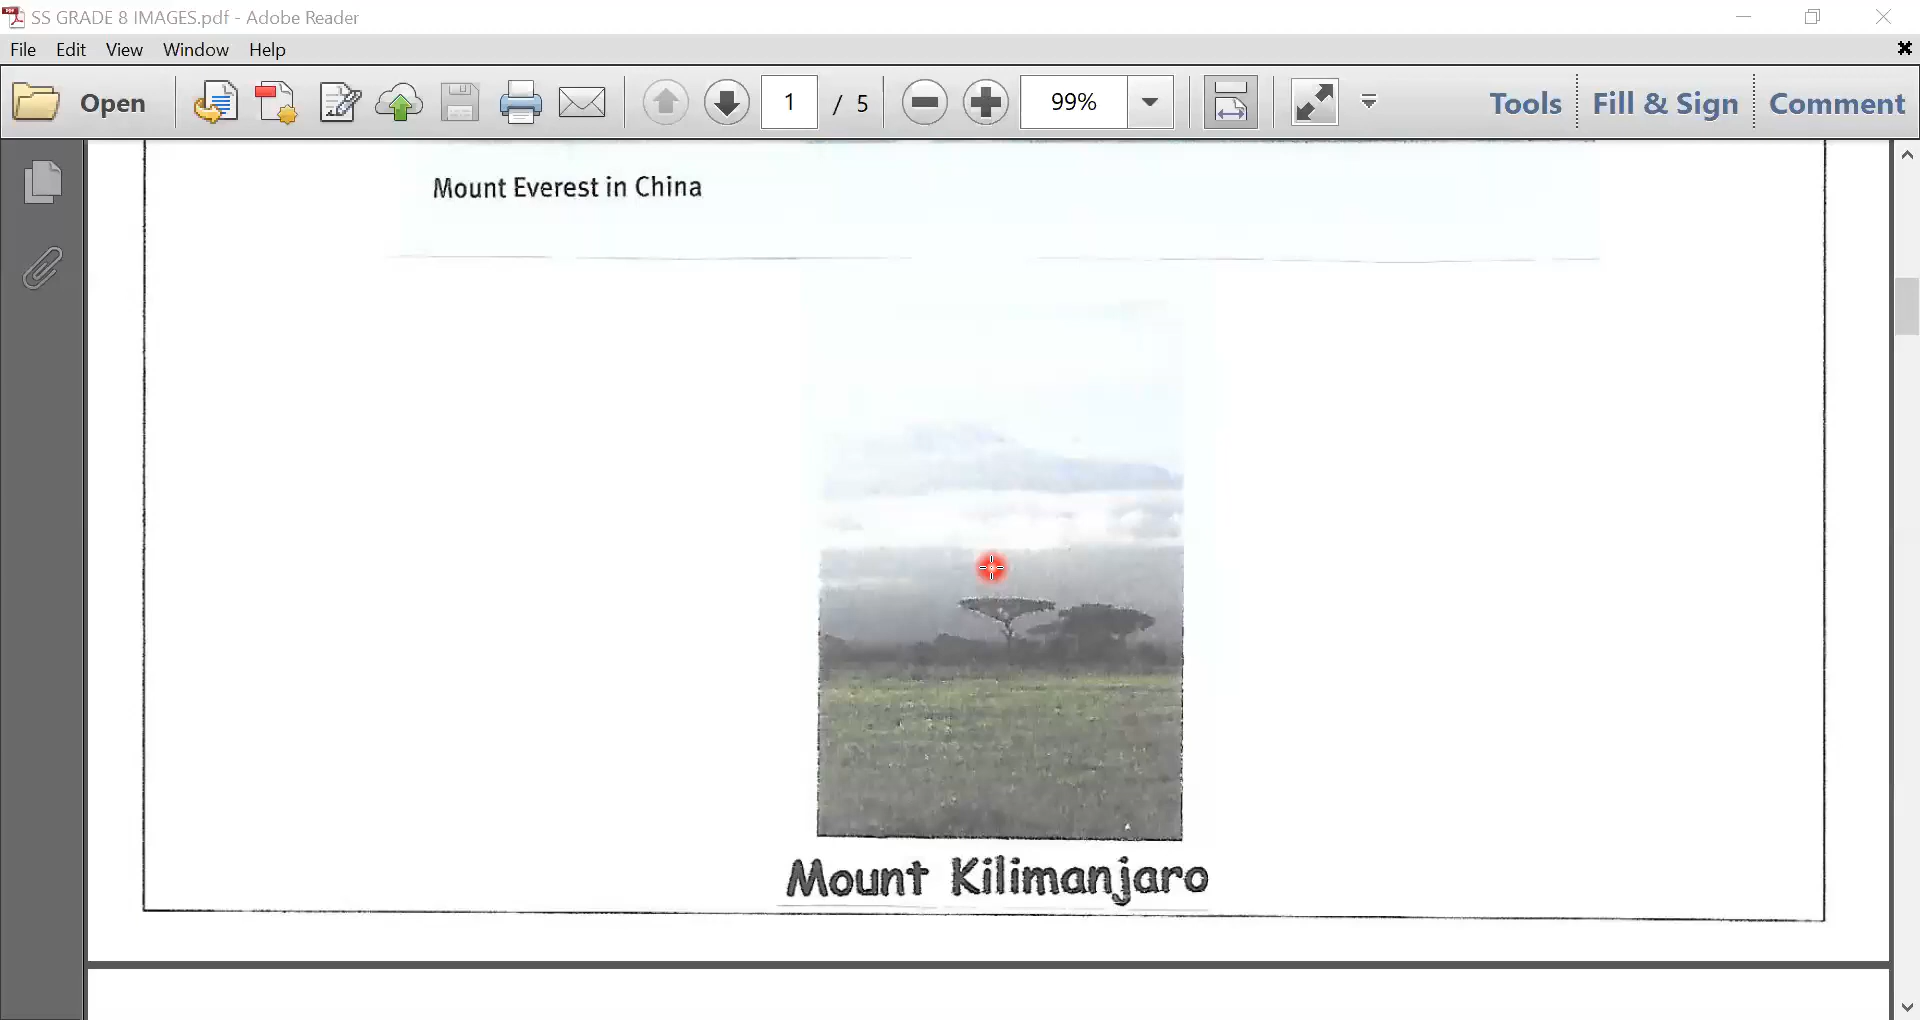 SS GRADE 8 IMAGES.pdf - Adobe Reader
File Edit View Window Help
Open 1 / 5 99% Tools Fill & Sign Comment
Mount Everest in China
Mount Kilimanjaro